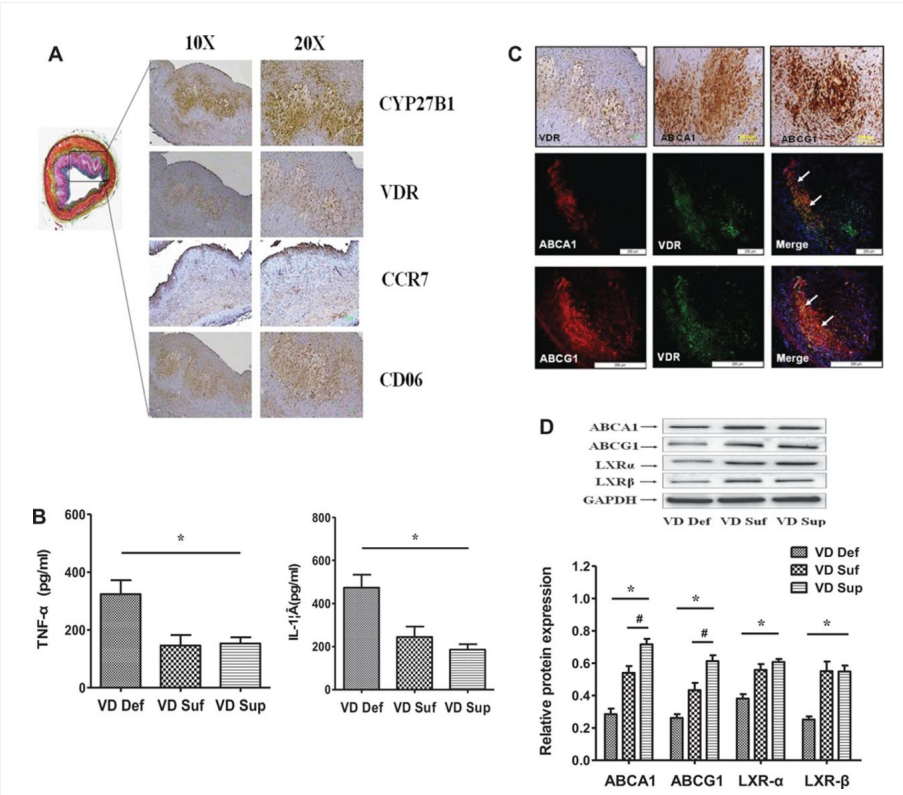 A
10X 20X
CYP27B1
VDR
CCR7
CD06
C
VDR ABCA1 ABCG1
ABCA1 VDR Merge
ABCG1 VDR Merge
B
TNF-α (pg/ml)
600
400
200
0
*
VD Def VD Suf VD Sup
IL-1¦Â(pg/ml)
800
600
400
200
0
*
VD Def VD Suf VD Sup
D
ABCA1
ABCG1
LXRα
LXRβ
GAPDH
VD Def VD Suf VD Sup
VD Def
VD Suf
VD Sup
Relative protein expression
1.2
1.0
0.8
0.6
0.4
0.2
0.0
* # * # * *
ABCA1 ABCG1 LXR-α LXR-β